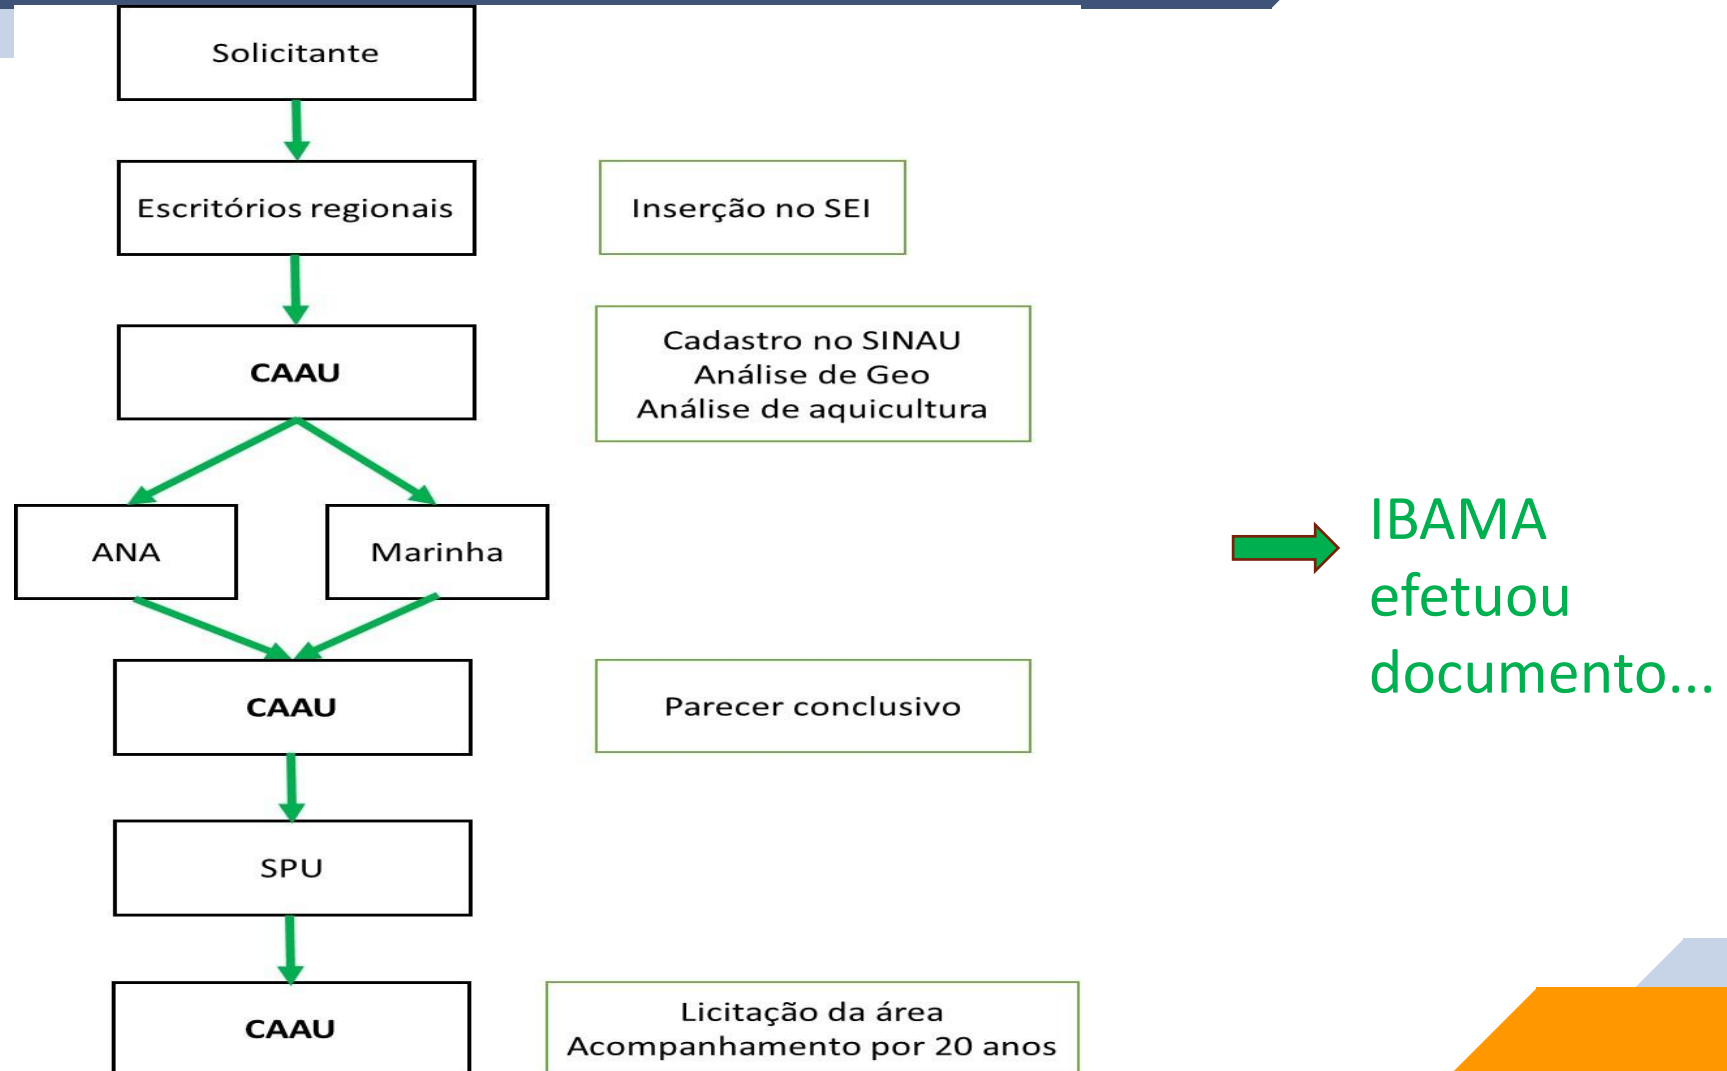 Solicitante
Escritórios regionais
Inserção no SEI
CAAU
Cadastro no SINAU
Análise de Geo
Análise de aquicultura
ANA
Marinha
IBAMA
efetuou
documento...
CAAU
Parecer conclusivo
SPU
CAAU
Licitação da área
Acompanhamento por 20 anos